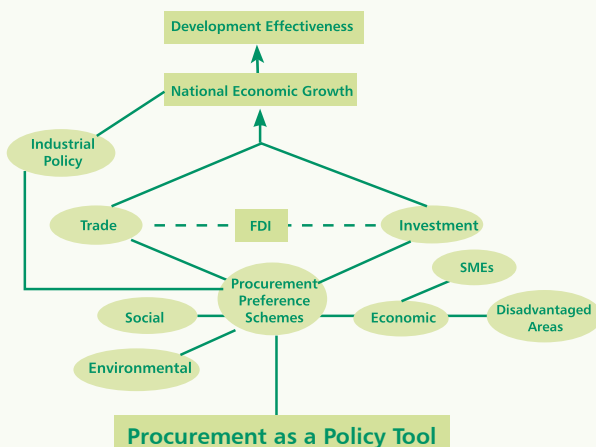 Development Effectiveness
National Economic Growth
Industrial
Policy
Trade
FDI
Investment
SMEs
Procurement
Preference
Schemes
Social
Economic
Disadvantaged
Areas
Environmental
Procurement as a Policy Tool